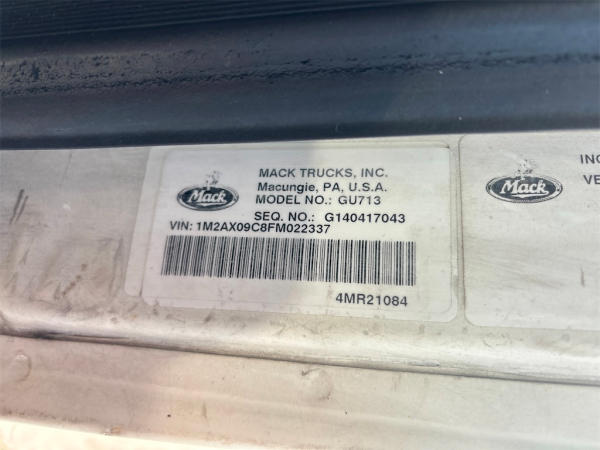 MACK TRUCKS, INC.
Macungie, PA, U.S.A.
MODEL NO.: GU713
SEQ. NO.: G140417043
VIN: 1M2AX09C8FM022337
4MR21084
Mack
Mack
INC
VE